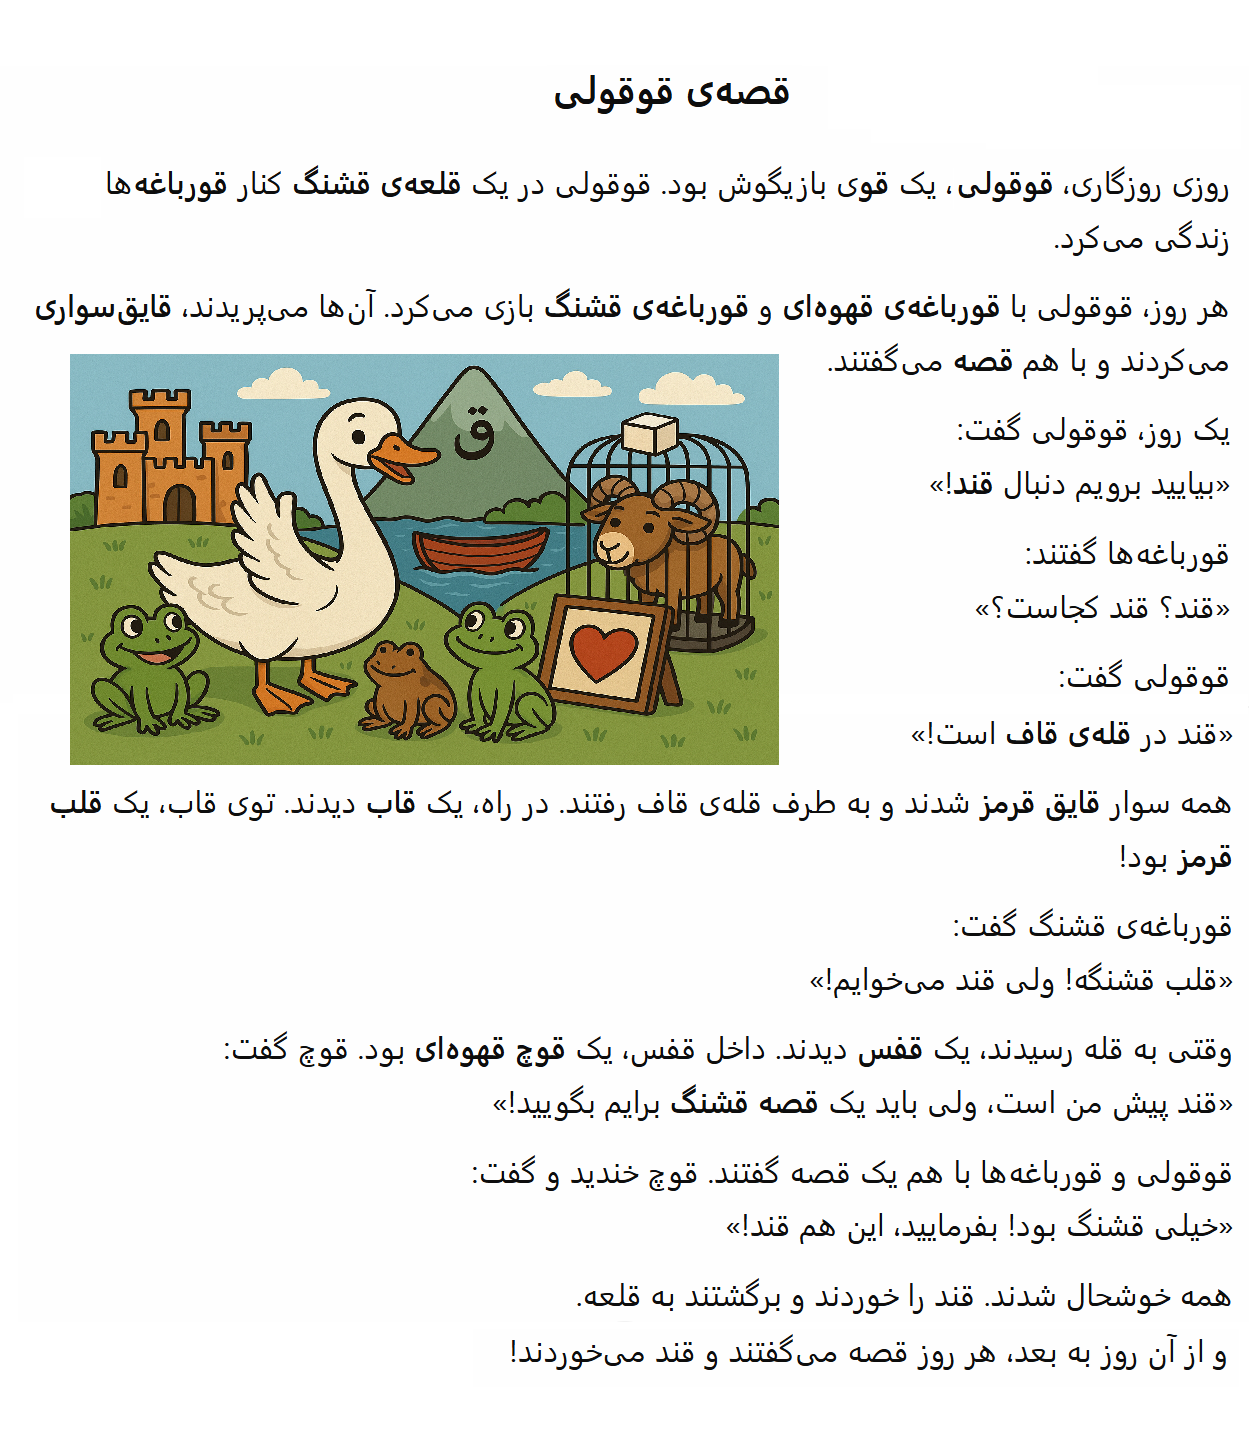 قصه‌ی قوقولی
روزی روزگاری، قوقولی، یک قوی بازیگوش بود. قوقولی در یک قلعه‌ی قشنگ کنار قورباغه‌ها
زندگی می‌کرد.
هر روز، قوقولی با قورباغه‌ی قهوه‌ای و قورباغه‌ی قشنگ بازی می‌کرد. آن‌ها می‌پریدند، قایق‌سواری
می‌کردند و با هم قصه می‌گفتند.
یک روز، قوقولی گفت:
«بیایید برویم دنبال قند!»
قورباغه‌ها گفتند:
«قند؟ قند کجاست؟»
قوقولی گفت:
«قند در قله‌ی قاف است!»
ق
همه سوار قایق قرمز شدند و به طرف قله‌ی قاف رفتند. در راه، یک قاب دیدند. توی قاب، یک قلب
قرمز بود!
قورباغه‌ی قشنگ گفت:
«قلب قشنگه! ولی قند می‌خوایم!»
وقتی به قله رسیدند، یک قفس دیدند. داخل قفس، یک قوچ قهوه‌ای بود. قوچ گفت:
«قند پیش من است، ولی باید یک قصه قشنگ برایم بگویید!»
قوقولی و قورباغه‌ها با هم یک قصه گفتند. قوچ خندید و گفت:
«خیلی قشنگ بود! بفرمایید، این هم قند!»
همه خوشحال شدند. قند را خوردند و برگشتند به قلعه.
و از آن روز به بعد، هر روز قصه می‌گفتند و قند می‌خوردند!